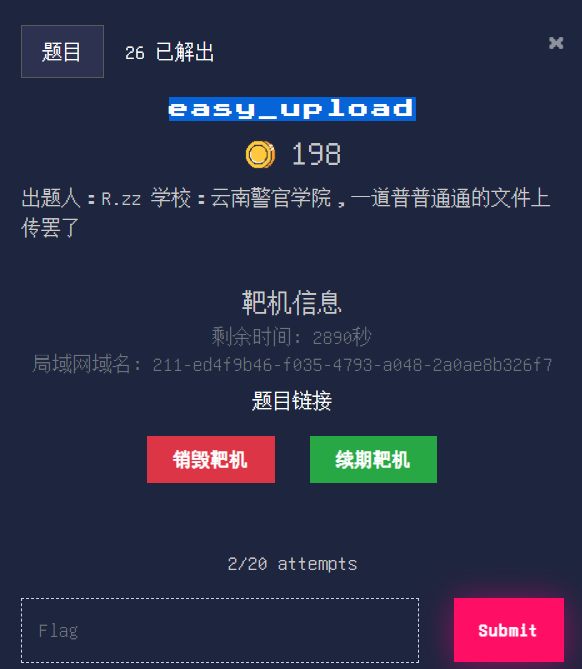 题目 26 已解出
×
easy_upload
198
出题人：R.zz 学校：云南警官学院，一道普普通通的文件上
传罢了
靶机信息
剩余时间: 2890秒
局域网域名: 211-ed4f9b46-f035-4793-a048-2a0ae8b326f7
题目链接
销毁靶机 续期靶机
2/20 attempts
Flag Submit